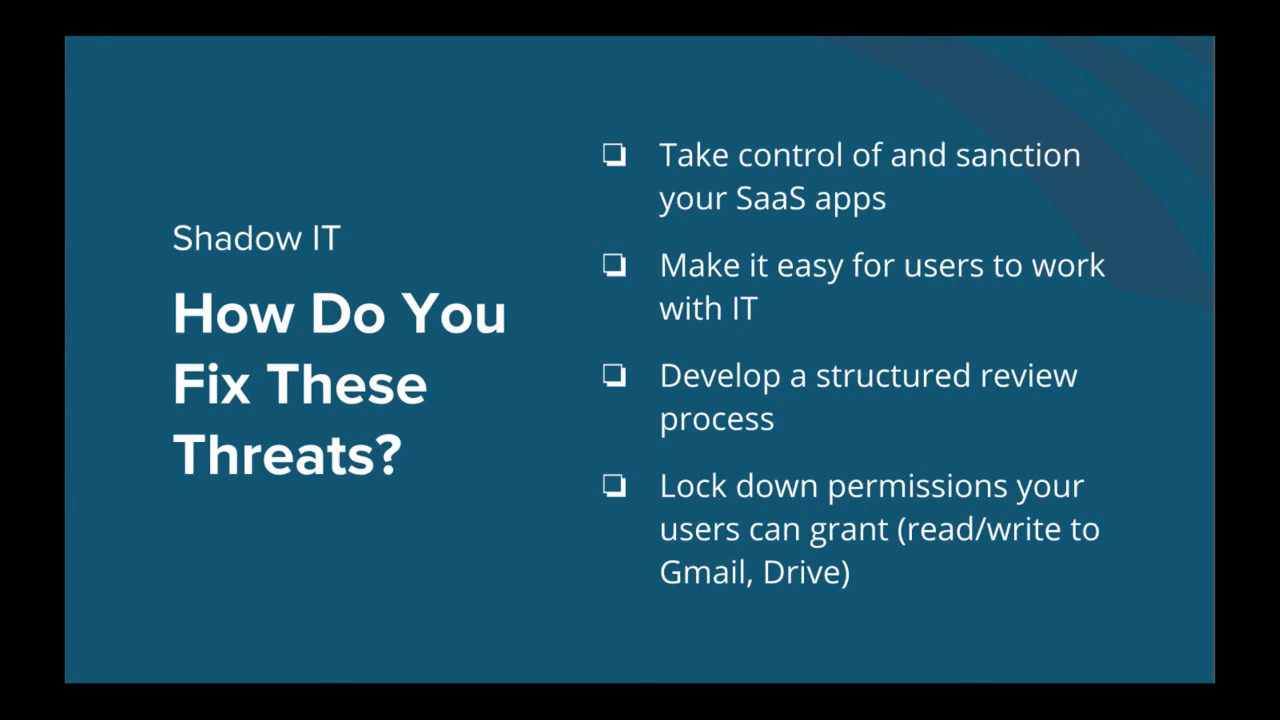 Shadow IT
How Do You
Fix These
Threats?
❏ Take control of and sanction
your SaaS apps
❏ Make it easy for users to work
with IT
❏ Develop a structured review
process
❏ Lock down permissions your
users can grant (read/write to
Gmail, Drive)